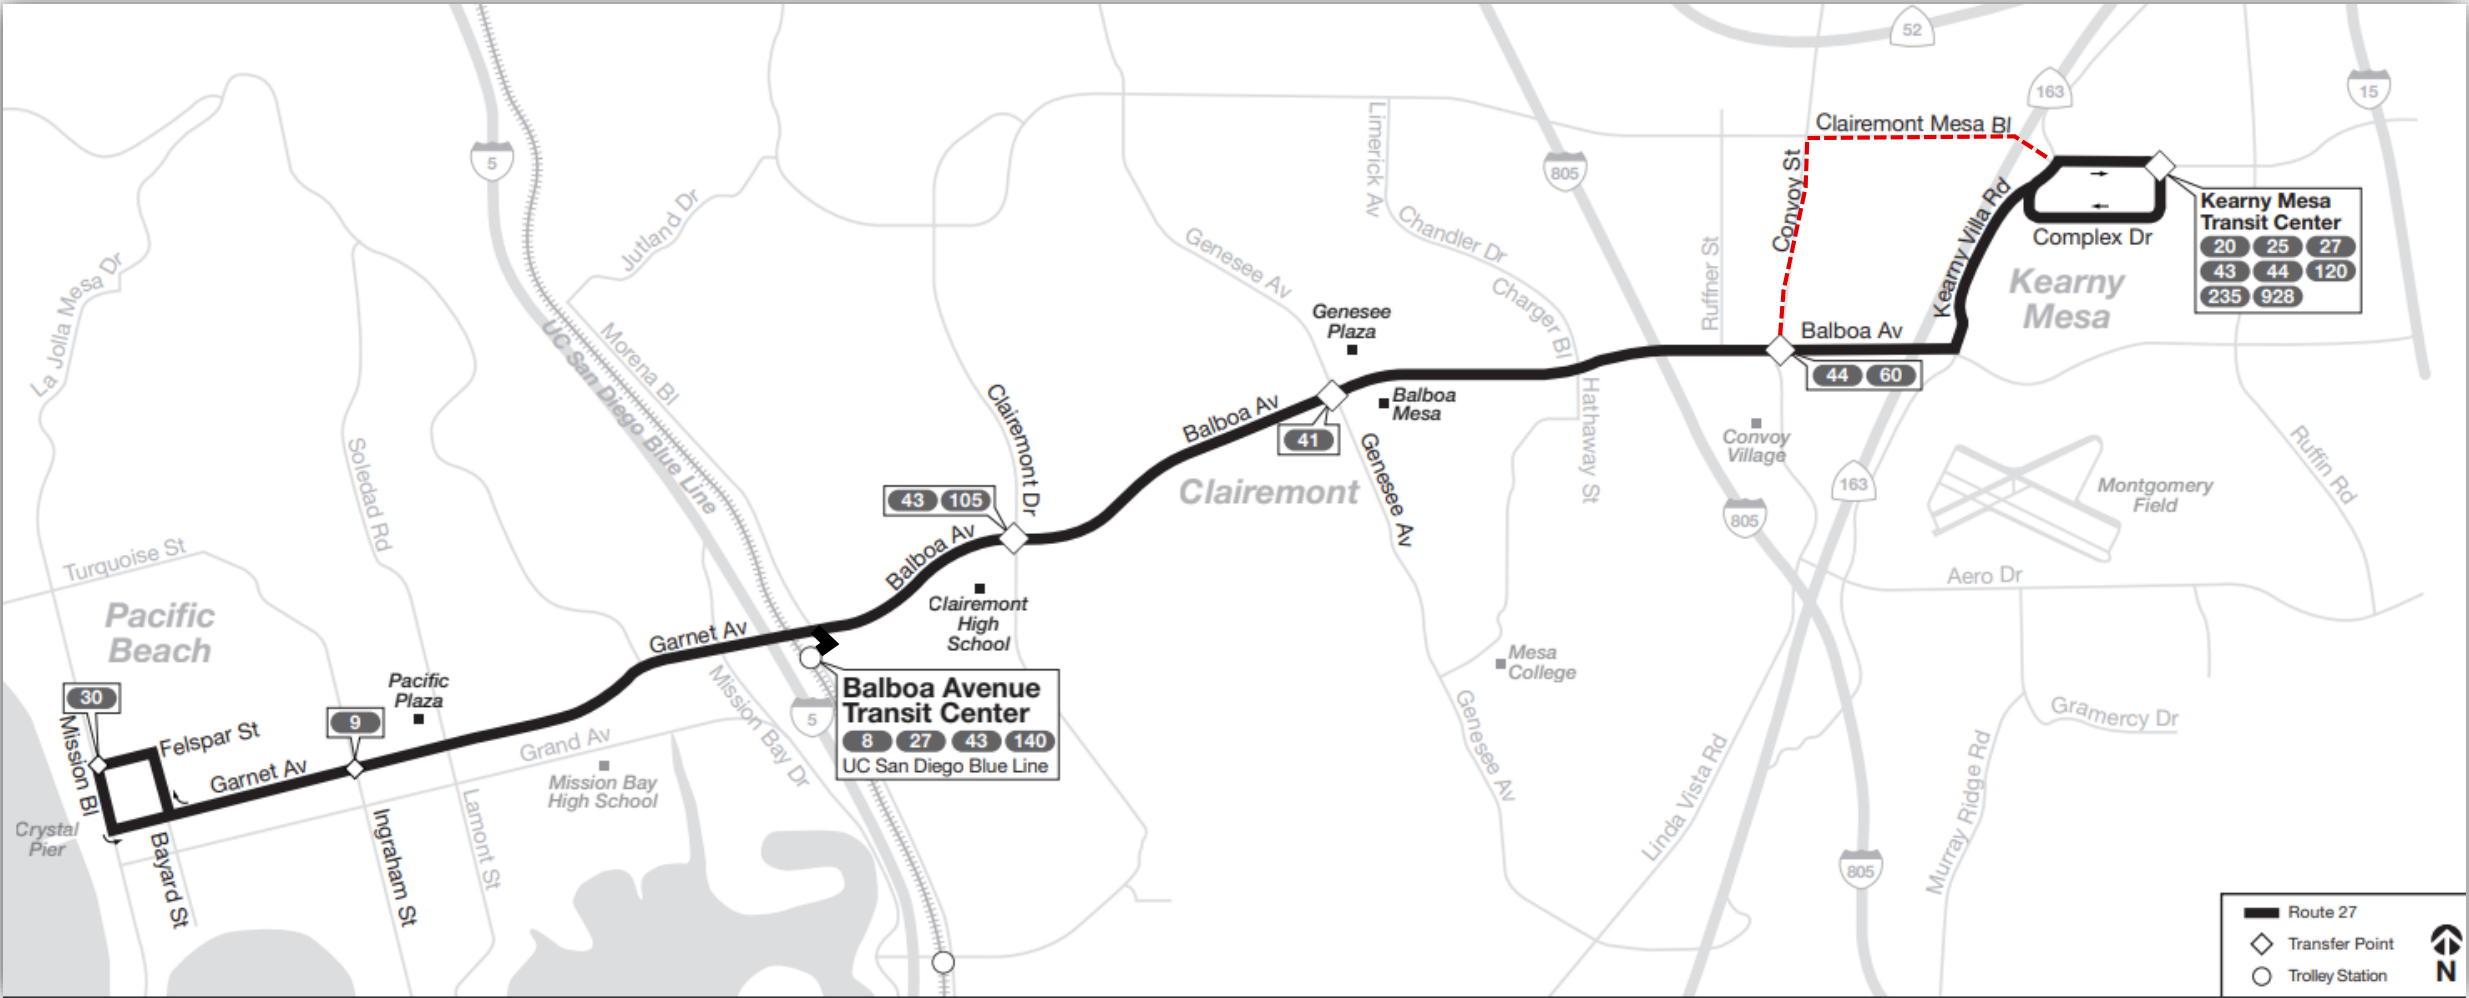 52
163
15
5
805
Clairemont Mesa Bl
Limerick Av
Convoy St
Kearny Villa Rd
Complex Dr
Kearny Mesa
Transit Center
20 25 27
43 44 120
235 928
Kearny
Mesa
Jutland Dr
Chandler Dr
Genesee Av
Charger Bl
Ruffner St
La Jolla Mesa Dr
Genesee
Plaza
Balboa Av
44 60
UC San Diego Blue Line
Morena Bl
Clairemont Dr
Balboa Av
Balboa
Mesa
41
Hathaway St
Genesee Av
Convoy
Village
Ruffin Rd
Soledad Rd
Clairemont
43 105
163
805
Montgomery
Field
Balboa Av
Turquoise St
Aero Dr
Clairemont
High
School
Pacific
Beach
Garnet Av
Mesa
College
Balboa Avenue
Transit Center
8 27 43 140
UC San Diego Blue Line
5
Mission Bay Dr
Pacific
Plaza
30
9
Mission Bl
Felspar St
Garnet Av
Grand Av
Mission Bay
High School
Genesee Av
Gramercy Dr
Linda Vista Rd
Murray Ridge Rd
Crystal
Pier
Bayard St
Ingraham St
Lamont St
805
Route 27
Transfer Point
Trolley Station
N